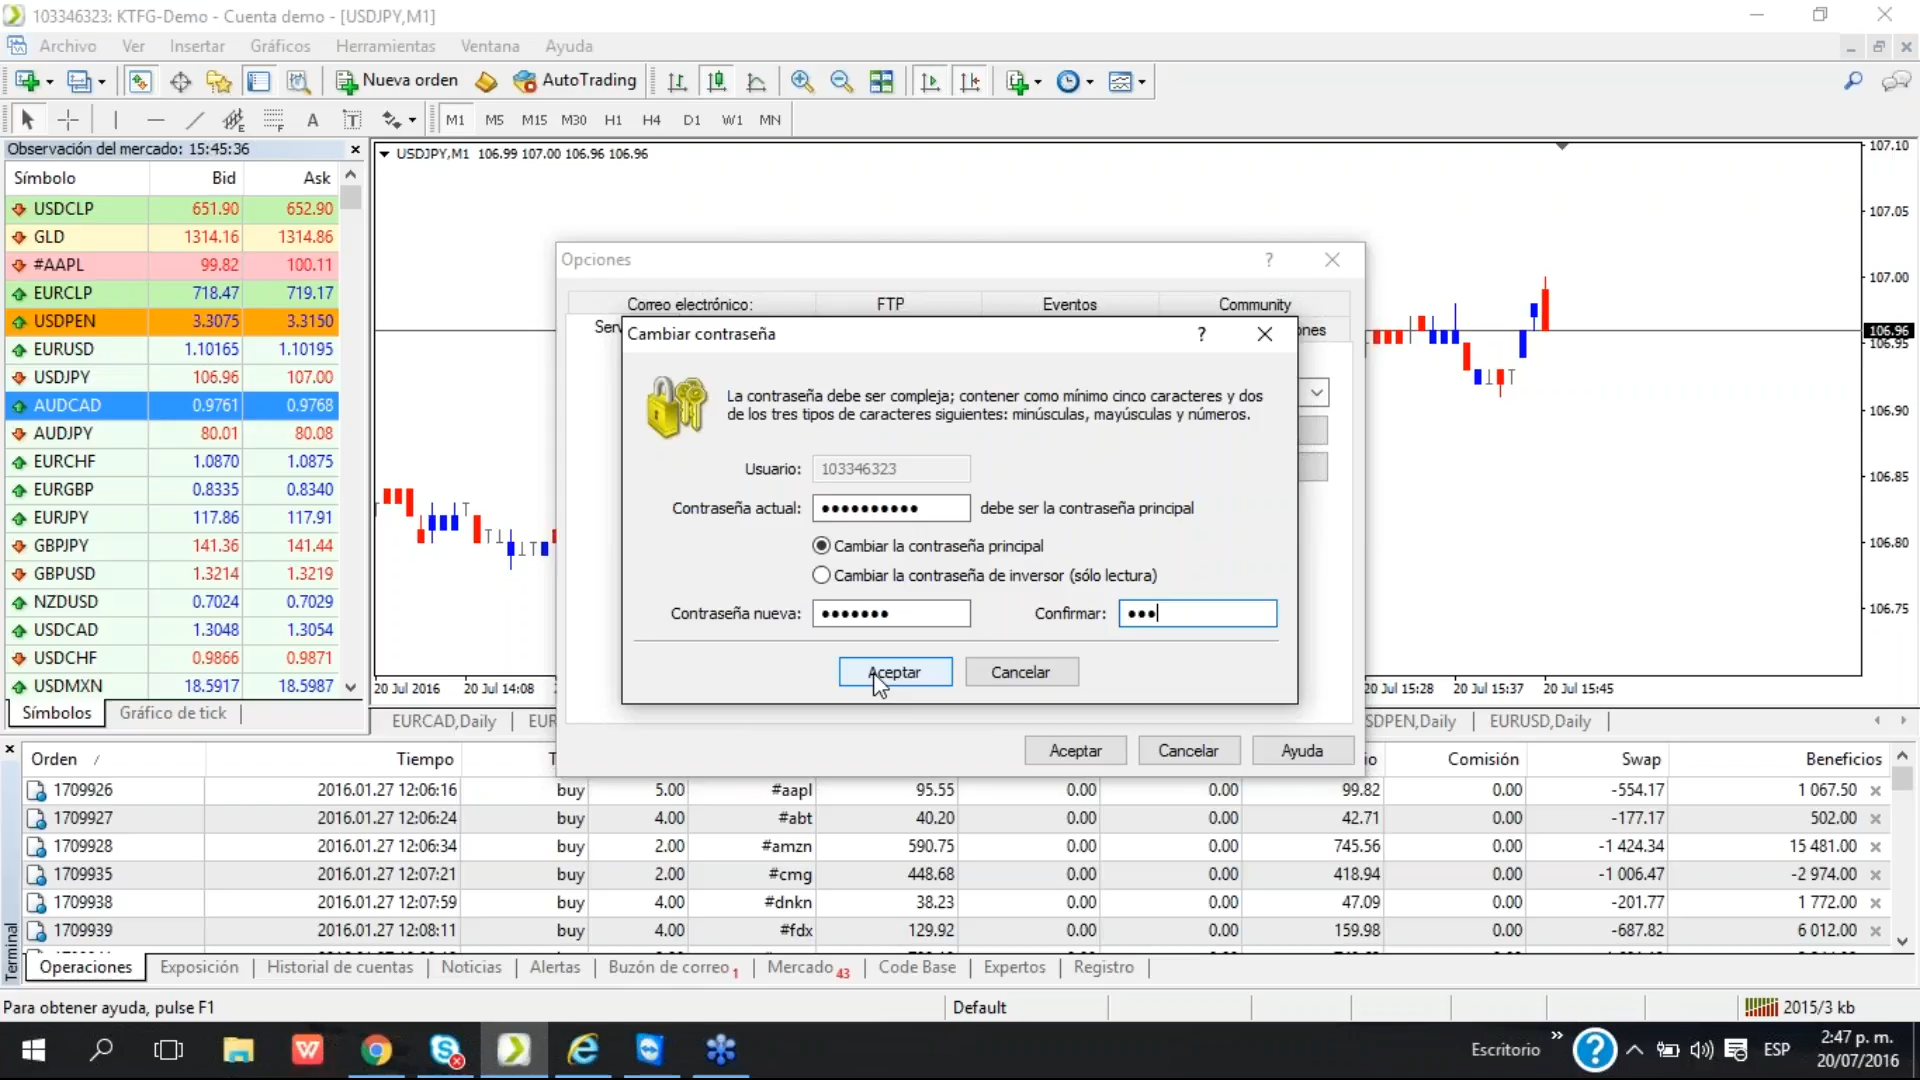 103346323: KTFG-Demo - Cuenta demo - [USDJPY,M1]
Archivo Ver Insertar Gráficos Herramientas Ventana Ayuda
Nueva orden AutoTrading
A T M1 M5 M15 M30 H1 H4 D1 W1 MN
Observación del mercado: 15:45:36
Símbolo Bid Ask
USDCLP 651.90 652.90
GLD 1314.16 1314.86
#AAPL 99.82 100.11
EURCLP 718.47 719.17
USDPEN 3.3075 3.3150
EURUSD 1.10165 1.10195
USDJPY 106.96 107.00
AUDCAD 0.9761 0.9768
AUDJPY 80.01 80.08
EURCHF 1.0870 1.0875
EURGBP 0.8335 0.8340
EURJPY 117.86 117.91
GBPJPY 141.36 141.44
GBPUSD 1.3214 1.3219
NZDUSD 0.7024 0.7029
USDCAD 1.3048 1.3054
USDCHF 0.9866 0.9871
USDMXN 18.5917 18.5987
Símbolos Gráfico de tick
USDJPY,M1 106.99 107.00 106.96 106.96
107.10
107.05
107.00
106.96
106.95
106.90
106.85
106.80
106.75
20 Jul 2016 20 Jul 14:08 20 Jul 15:28 20 Jul 15:37 20 Jul 15:45
EURCAD,Daily EUR SDPEN,Daily EURUSD,Daily
Opciones ?
Correo electrónico: FTP Eventos Community
Serv ones
Cambiar contraseña ?
La contraseña debe ser compleja; contener como mínimo cinco caracteres y dos
de los tres tipos de caracteres siguientes: minúsculas, mayúsculas y números.
Usuario: 103346323
Contraseña actual: •••••••••• debe ser la contraseña principal
Cambiar la contraseña principal
Cambiar la contraseña de inversor (sólo lectura)
Contraseña nueva: ••••••• Confirmar: •••
Aceptar Cancelar
Aceptar Cancelar Ayuda
Orden / Tiempo T io Comisión Swap Beneficios
1709926 2016.01.27 12:06:16 buy 5.00 #aapl 95.55 0.00 0.00 99.82 0.00 -554.17 1 067.50
1709927 2016.01.27 12:06:24 buy 4.00 #abt 40.20 0.00 0.00 42.71 0.00 -177.17 502.00
1709928 2016.01.27 12:06:34 buy 2.00 #amzn 590.75 0.00 0.00 745.56 0.00 -1 424.34 15 481.00
1709935 2016.01.27 12:07:21 buy 2.00 #cmg 448.68 0.00 0.00 418.94 0.00 -1 006.47 -2 974.00
1709938 2016.01.27 12:07:59 buy 4.00 #dnkn 38.23 0.00 0.00 47.09 0.00 -201.77 1 772.00
1709939 2016.01.27 12:08:11 buy 4.00 #fdx 129.92 0.00 0.00 159.98 0.00 -687.82 6 012.00
Terminal
Operaciones Exposición Historial de cuentas Noticias Alertas Buzón de correo 1 Mercado 43 Code Base Expertos Registro
Para obtener ayuda, pulse F1 Default 2015/3 kb
Escritorio » ESP 2:47 p. m.
20/07/2016